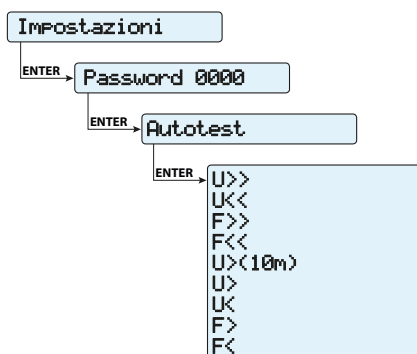 Impostazioni
ENTER
Password 0000
ENTER
Autotest
ENTER
U>>
U<<
F>>
F<<
U>(10m)
U>
U<
F>
F<